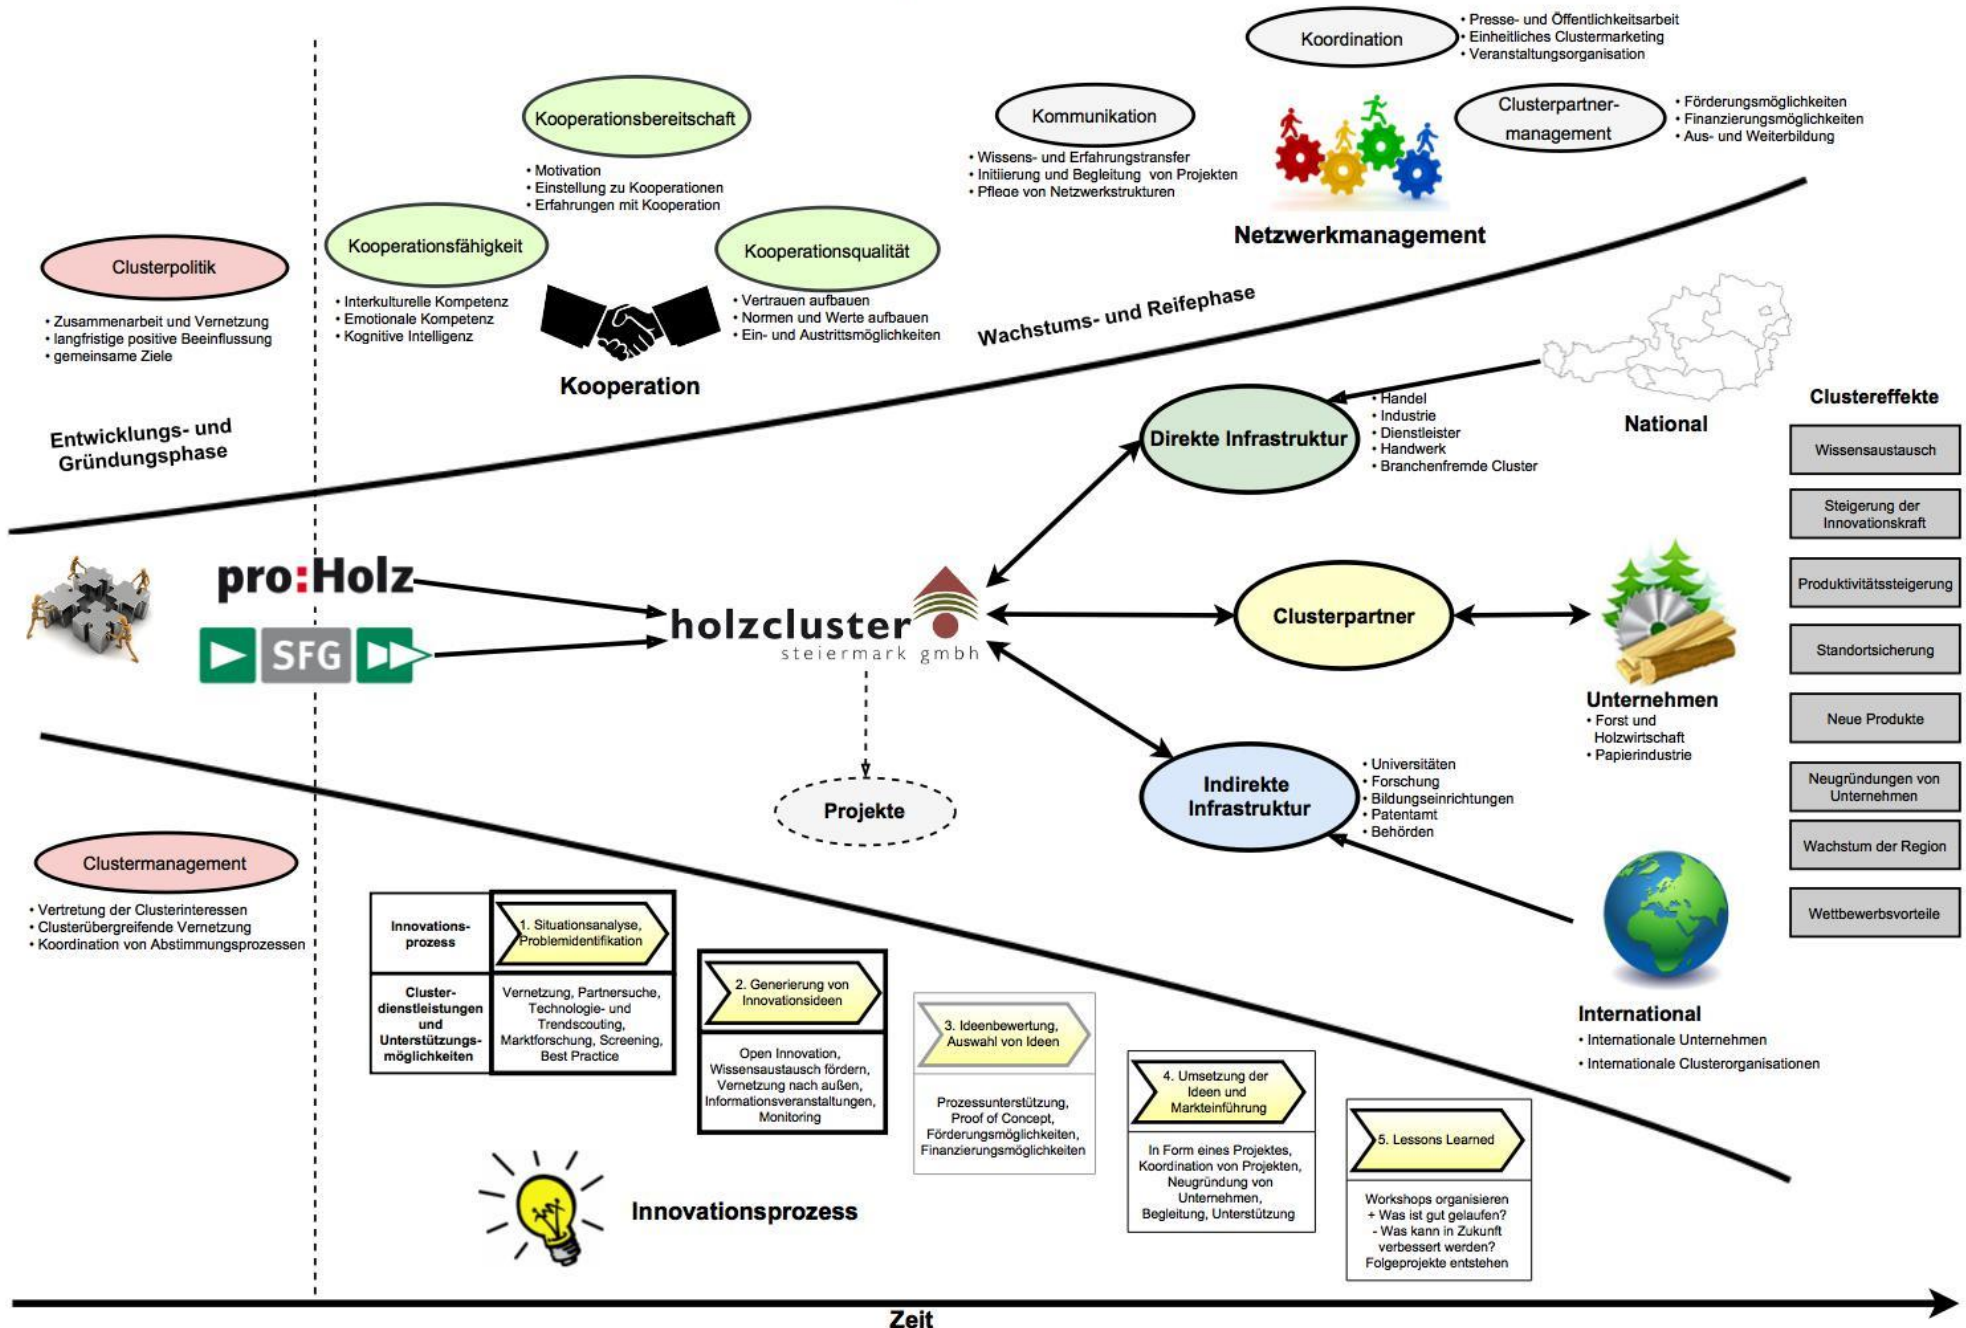 Koordination
• Presse- und Öffentlichkeitsarbeit
• Einheitliches Clustermarketing
• Veranstaltungsorganisation
Clusterpartner-
management
• Förderungsmöglichkeiten
• Finanzierungsmöglichkeiten
• Aus- und Weiterbildung
Kommunikation
• Wissens- und Erfahrungstransfer
• Initiierung und Begleitung von Projekten
• Pflege von Netzwerkstrukturen
Netzwerkmanagement
Kooperationsbereitschaft
• Motivation
• Einstellung zu Kooperationen
• Erfahrungen mit Kooperation
Kooperationsfähigkeit
• Interkulturelle Kompetenz
• Emotionale Kompetenz
• Kognitive Intelligenz
Kooperationsqualität
• Vertrauen aufbauen
• Normen und Werte aufbauen
• Ein- und Austrittsmöglichkeiten
Kooperation
Clusterpolitik
• Zusammenarbeit und Vernetzung
• langfristige positive Beeinflussung
• gemeinsame Ziele
Entwicklungs- und
Gründungsphase
Wachstums- und Reifephase
Direkte Infrastruktur
• Handel
• Industrie
• Dienstleister
• Handwerk
• Branchenfremde Cluster
National
Clustereffekte
Wissensaustausch
Steigerung der
Innovationskraft
Produktivitätssteigerung
Standortsicherung
Neue Produkte
Neugründungen von
Unternehmen
Wachstum der Region
Wettbewerbsvorteile
pro:Holz
SFG
holzcluster
steiermark gmbh
Clusterpartner
Unternehmen
• Forst und
Holzwirtschaft
• Papierindustrie
Projekte
Indirekte
Infrastruktur
• Universitäten
• Forschung
• Bildungseinrichtungen
• Patentamt
• Behörden
International
• Internationale Unternehmen
• Internationale Clusterorganisationen
Clustermanagement
• Vertretung der Clusterinteressen
• Clusterübergreifende Vernetzung
• Koordination von Abstimmungsprozessen
Innovations-
prozess
1. Situationsanalyse,
Problemidentifikation
Cluster-
dienstleistungen
und
Unterstützungs-
möglichkeiten
Vernetzung, Partnersuche,
Technologie- und
Trendscouting,
Marktforschung, Screening,
Best Practice
2. Generierung von
Innovationsideen
Open Innovation,
Wissensaustausch fördern,
Vernetzung nach außen,
Informationsveranstaltungen,
Monitoring
3. Ideenbewertung,
Auswahl von Ideen
Prozessunterstützung,
Proof of Concept,
Förderungsmöglichkeiten,
Finanzierungsmöglichkeiten
4. Umsetzung der
Ideen und
Markteinführung
In Form eines Projektes,
Koordination von Projekten,
Neugründung von
Unternehmen,
Begleitung, Unterstützung
5. Lessons Learned
Workshops organisieren
+ Was ist gut gelaufen?
- Was kann in Zukunft
verbessert werden?
Folgeprojekte entstehen
Innovationsprozess
Zeit